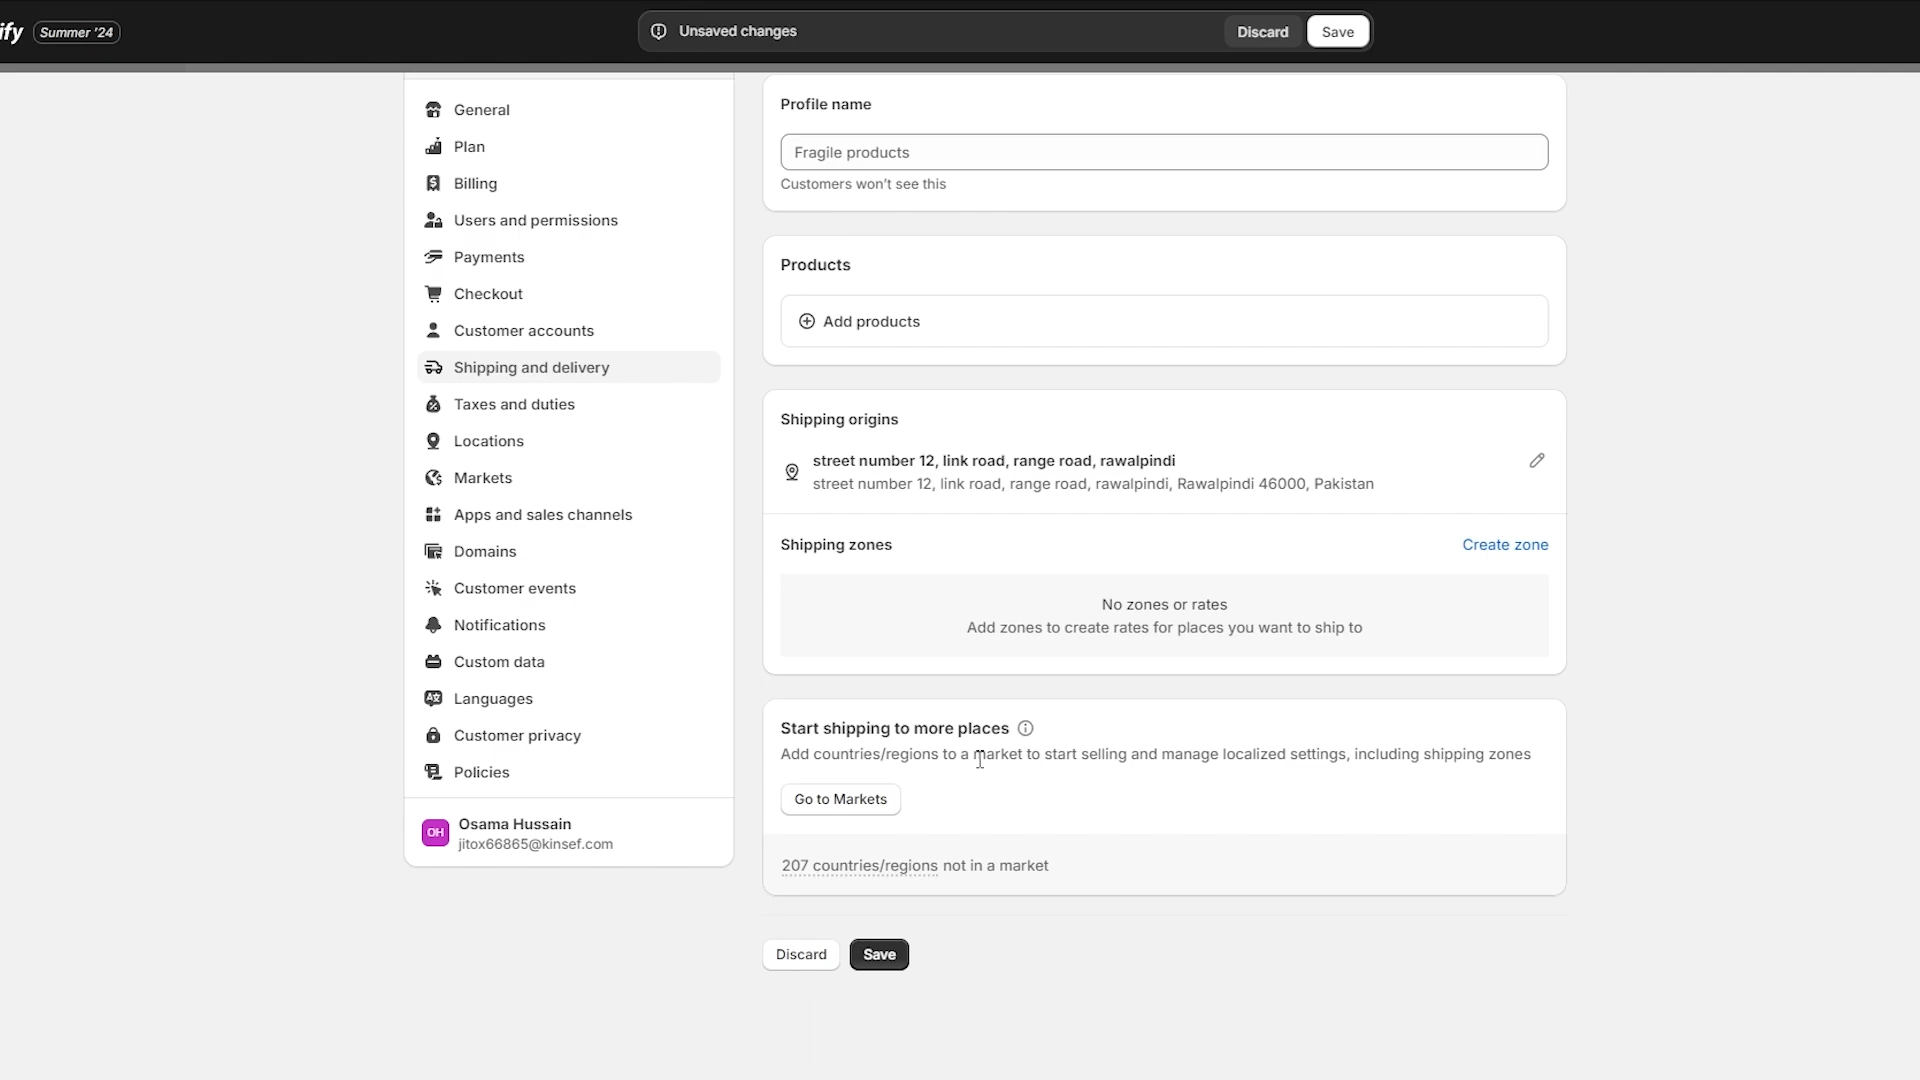 ify Summer '24
Unsaved changes
Discard
Save
General
Plan
Billing
Users and permissions
Payments
Checkout
Customer accounts
Shipping and delivery
Taxes and duties
Locations
Markets
Apps and sales channels
Domains
Customer events
Notifications
Custom data
Languages
Customer privacy
Policies
OH
Osama Hussain
jitox66865@kinsef.com
Profile name
Fragile products
Customers won't see this
Products
Add products
Shipping origins
street number 12, link road, range road, rawalpindi
street number 12, link road, range road, rawalpindi, Rawalpindi 46000, Pakistan
Shipping zones
Create zone
No zones or rates
Add zones to create rates for places you want to ship to
Start shipping to more places
Add countries/regions to a market to start selling and manage localized settings, including shipping zones
Go to Markets
207 countries/regions not in a market
Discard
Save